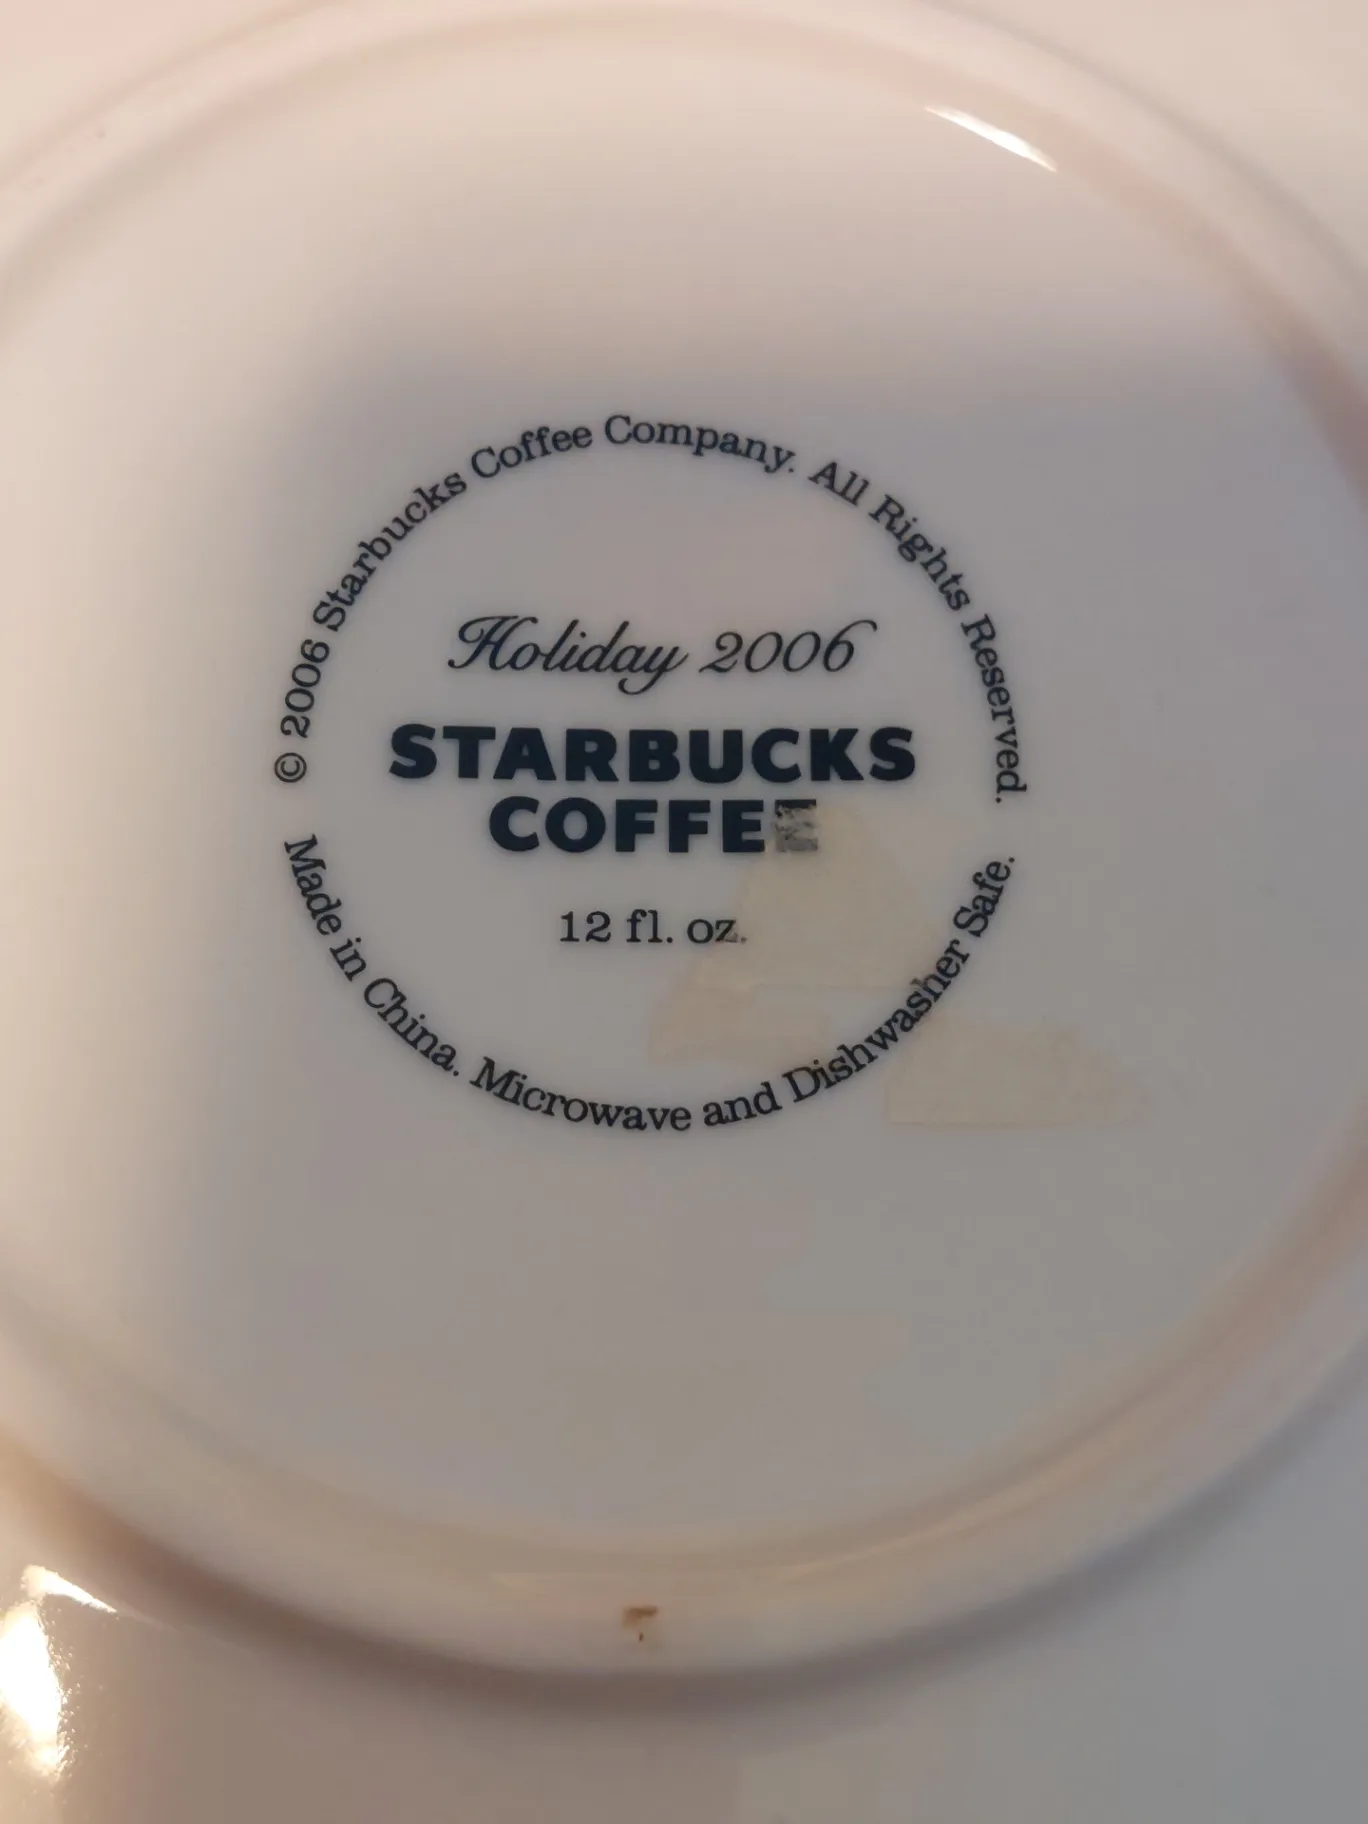 © 2006 Starbucks Coffee Company. All Rights Reserved.
Holiday 2006
STARBUCKS
COFFEE
12 fl. oz.
Made in China. Microwave and Dishwasher Safe.